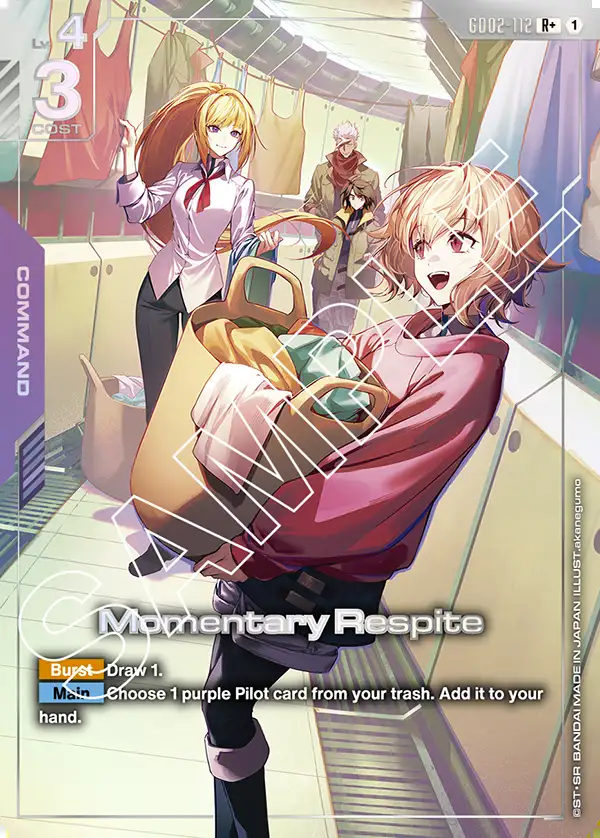 Lv. 4
GD02-112 R+ 1
3
COST
COMMAND
SAMPLE
Momentary Respite
Burst Draw 1.
Main Choose 1 purple Pilot card from your trash. Add it to your
hand.
©ST・SR BANDAI MADE IN JAPAN ILLUST.akanegumo